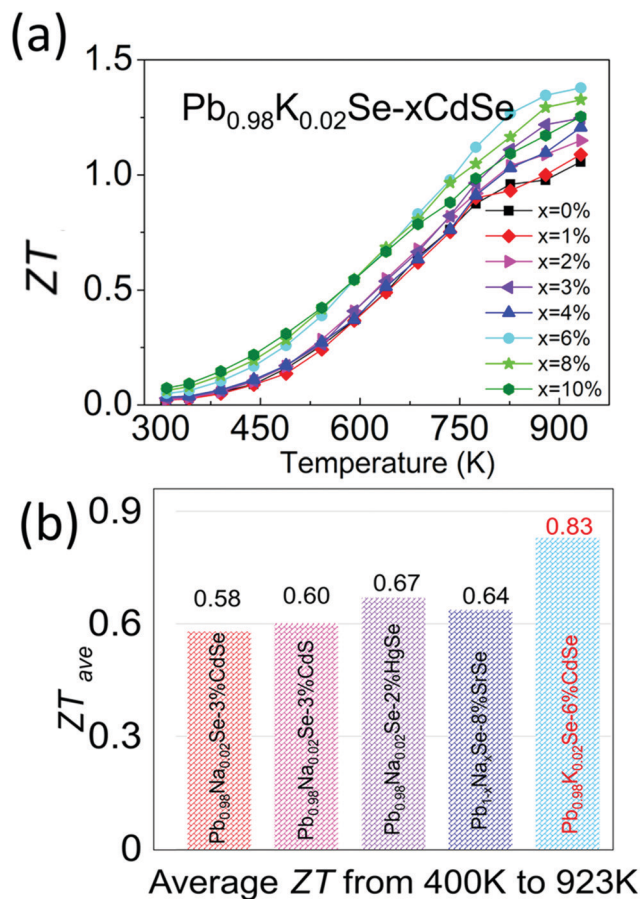 (a)
Pb0.98K0.02Se-xCdSe
ZT
1.5
1.0
0.5
0.0
x=0%
x=1%
x=2%
x=3%
x=4%
x=6%
x=8%
x=10%
300 450 600 750 900
Temperature (K)
(b)
ZT ave
0.9
0.6
0.3
0
0.58
0.60
0.67
0.64
0.83
Pb0.98Na0.02Se-3%CdSe
Pb0.98Na0.02Se-3%CdS
Pb0.98Na0.02Se-2%HgSe
Pb1-xNaxSe-8%SrSe
Pb0.98K0.02Se-6%CdSe
Average ZT from 400K to 923K